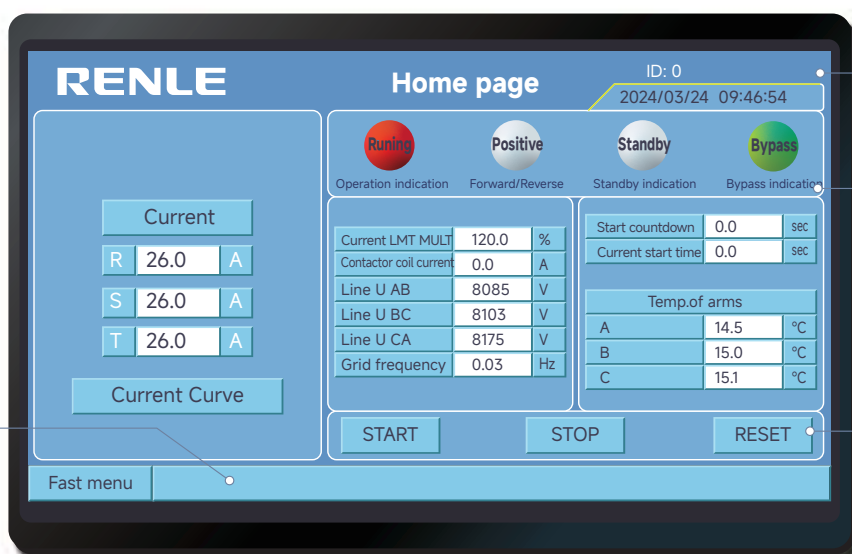 RENLE
Home page
ID: 0
2024/03/24 09:46:54
Runing
Positive
Standby
Bypass
Operation indication
Forward/Reverse
Standby indication
Bypass indication
Current
R 26.0 A
S 26.0 A
T 26.0 A
Current Curve
Current LMT MULT 120.0 %
Contactor coil current 0.0 A
Line U AB 8085 V
Line U BC 8103 V
Line U CA 8175 V
Grid frequency 0.03 Hz
Start countdown 0.0 sec
Current start time 0.0 sec
Temp.of arms
A 14.5 °C
B 15.0 °C
C 15.1 °C
START
STOP
RESET
Fast menu